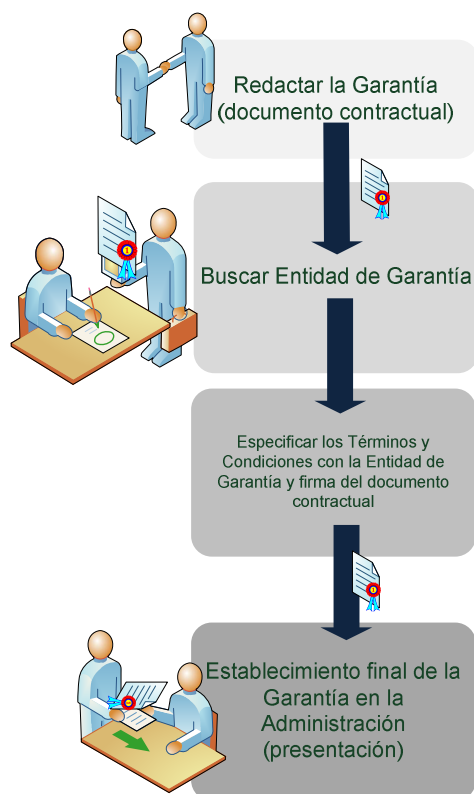 Redactar la Garantía
(documento contractual)
Buscar Entidad de Garantía
Especificar los Términos y
Condiciones con la Entidad de
Garantía y firma del documento
contractual
Establecimiento final de la
Garantía en la
Administración
(presentación)